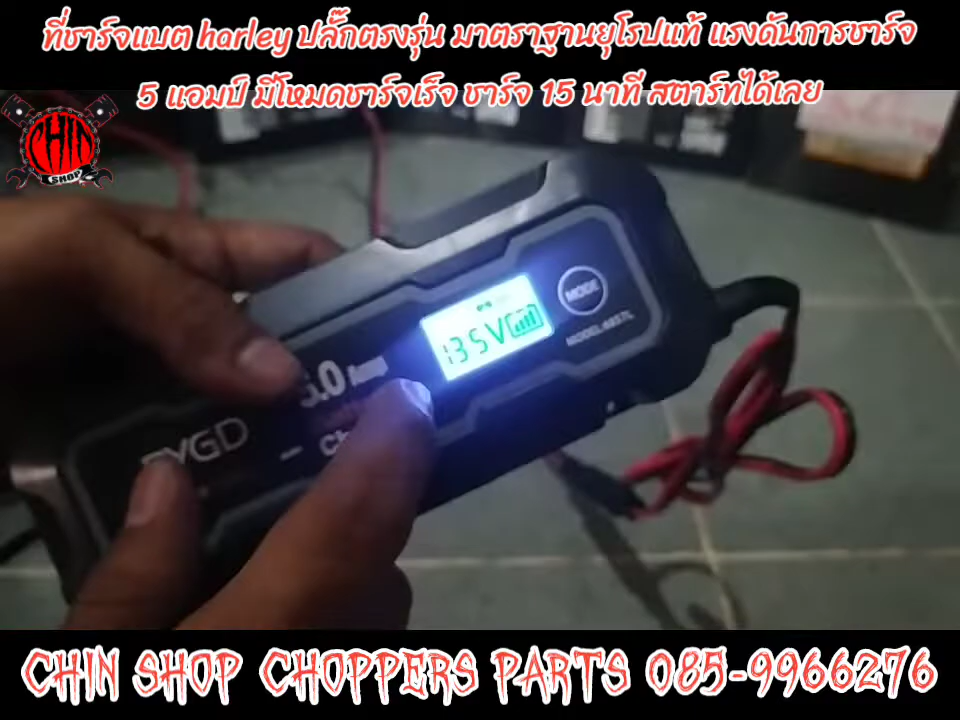 ที่ชาร์จแบต harley ปลั๊กตรงรุ่น มาตราฐานยุโรปแท้ แรงดันการชาร์จ
5 แอมป์ มีโหมดชาร์จเร็จ ชาร์จ 15 นาที สตาร์ทได้เลย
CHIN
SHOP
MODE
135V
5.0 Amp
CHIN SHOP CHOPPERS PARTS 085-9966276